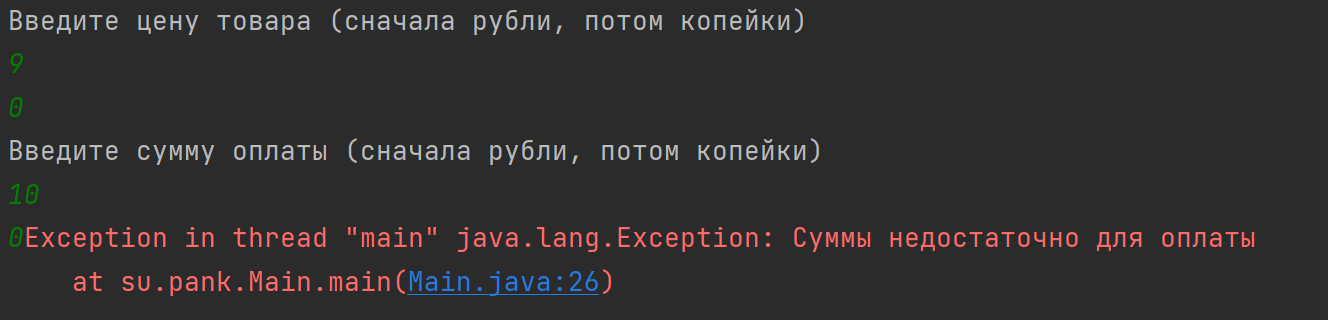 Введите цену товара (сначала рубли, потом копейки)
9
0
Введите сумму оплаты (сначала рубли, потом копейки)
10
0Exception in thread "main" java.lang.Exception: Суммы недостаточно для оплаты
    at su.pank.Main.main(Main.java:26)